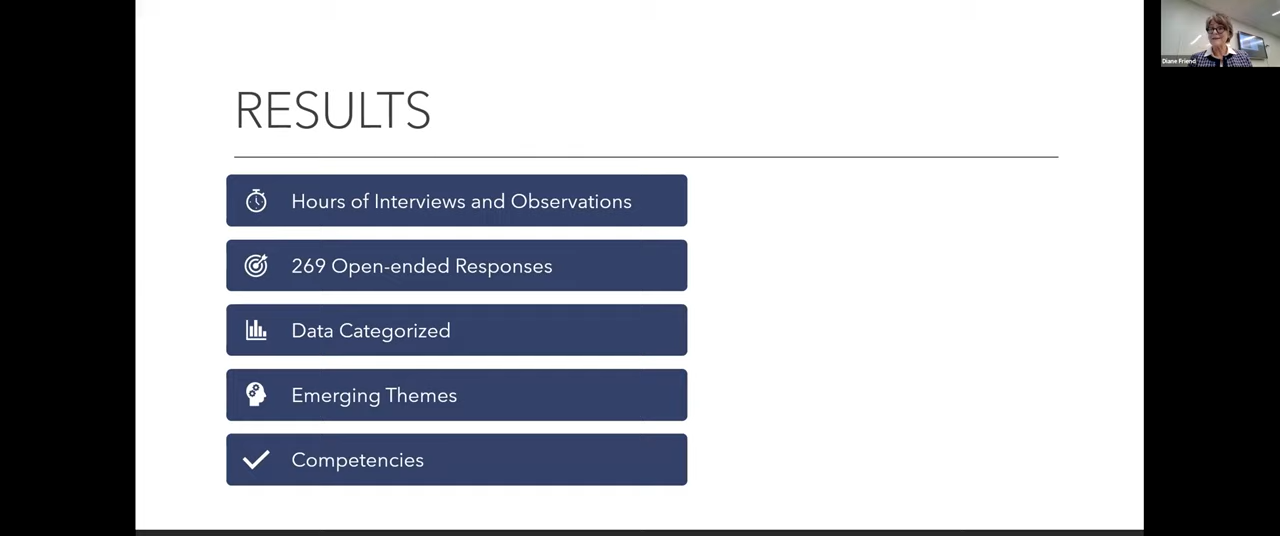 RESULTS
Hours of Interviews and Observations
269 Open-ended Responses
Data Categorized
Emerging Themes
Competencies
Diane Friend